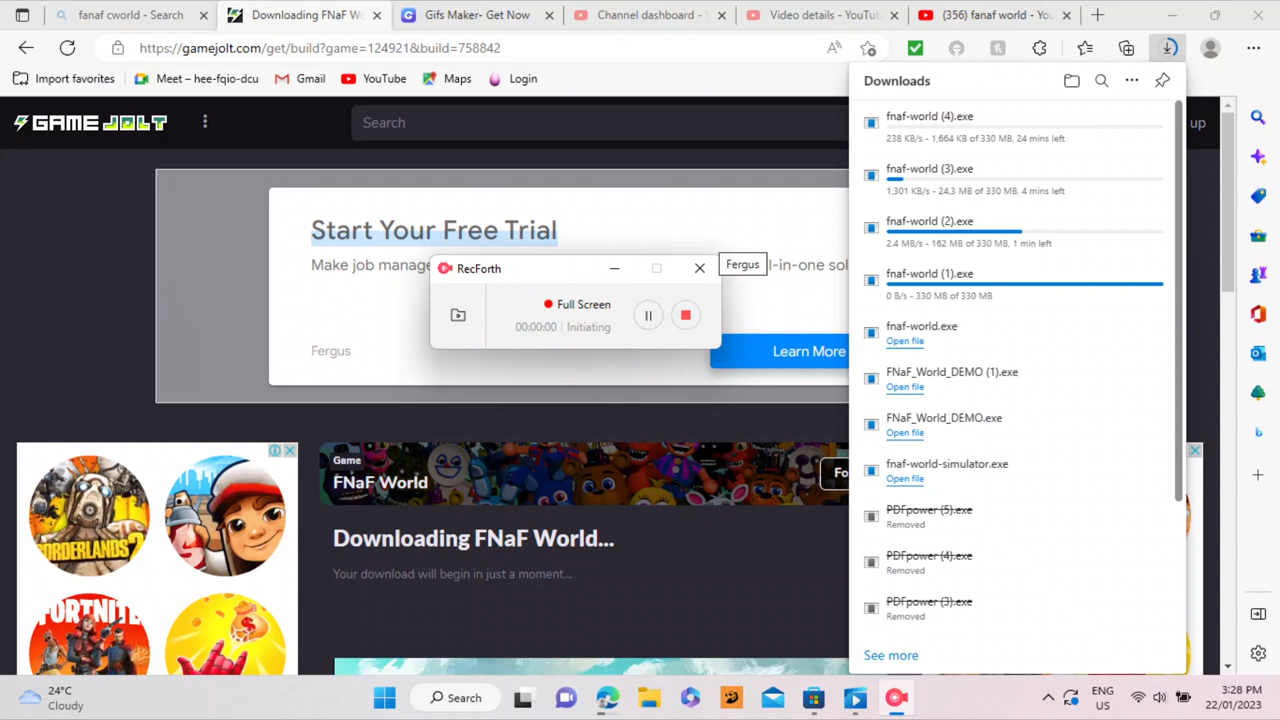 fanaf cworld - Search
Downloading FNaF Wo
Gifs Maker- Get Now
Channel dashboard -
Video details - YouTu
(356) fanaf world - You
https://gamejolt.com/get/build?game=124921&build=758842
Import favorites
Meet – hee-fqio-dcu
Gmail
YouTube
Maps
Login
GAME JOLT
Search
up
Downloads
fnaf-world (4).exe
238 KB/s - 1,664 KB of 330 MB, 24 mins left
fnaf-world (3).exe
1,301 KB/s - 24.3 MB of 330 MB, 4 mins left
fnaf-world (2).exe
2.4 MB/s - 162 MB of 330 MB, 1 min left
fnaf-world (1).exe
0 B/s - 330 MB of 330 MB
fnaf-world.exe
Open file
FNaF_World_DEMO (1).exe
Open file
FNaF_World_DEMO.exe
Open file
fnaf-world-simulator.exe
Open file
PDFpower (5).exe
Removed
PDFpower (4).exe
Removed
PDFpower (3).exe
Removed
See more
Start Your Free Trial
Make job manage
l-in-one sol
Fergus
Fergus
Learn More
RecForth
Full Screen
00:00:00 | Initiating
BORDERLANDS 2
FORTNITE
Game
FNaF World
Fo
Downloading FNaF World...
Your download will begin in just a moment...
24°C
Cloudy
Search
ENG
US
3:28 PM
22/01/2023